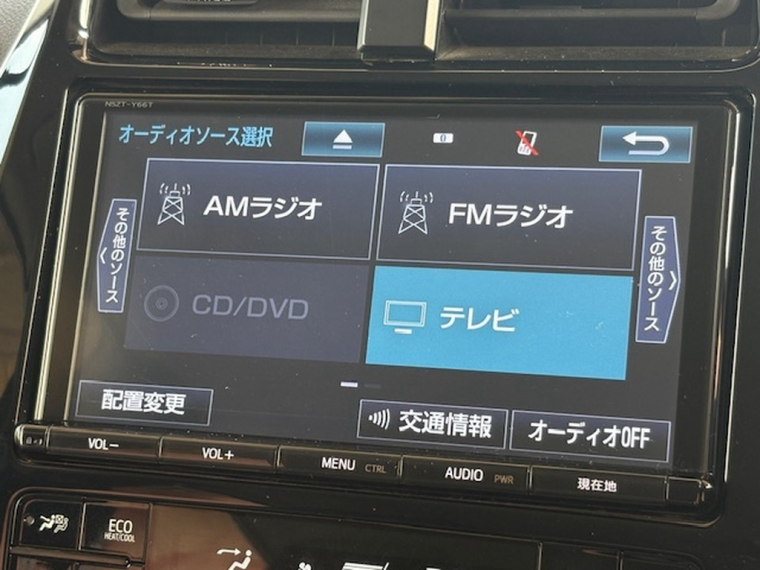 NSZT-Y66T
オーディオソース選択
0
AMラジオ
FMラジオ
その他のソース
その他のソース
CD/DVD
テレビ
配置変更
交通情報
オーディオOFF
VOL−
VOL+
MENU CTRL
AUDIO PWR
現在地
ECO
HEAT/COOL